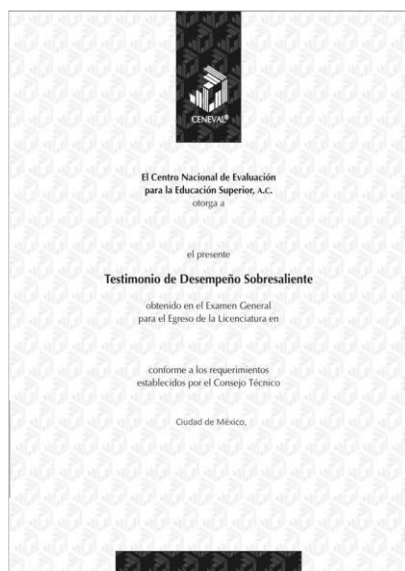 CENEVAL®
El Centro Nacional de Evaluación
para la Educación Superior, A.C.
otorga a
el presente
Testimonio de Desempeño Sobresaliente
obtenido en el Examen General
para el Egreso de la Licenciatura en
conforme a los requerimientos
establecidos por el Consejo Técnico
Ciudad de México,